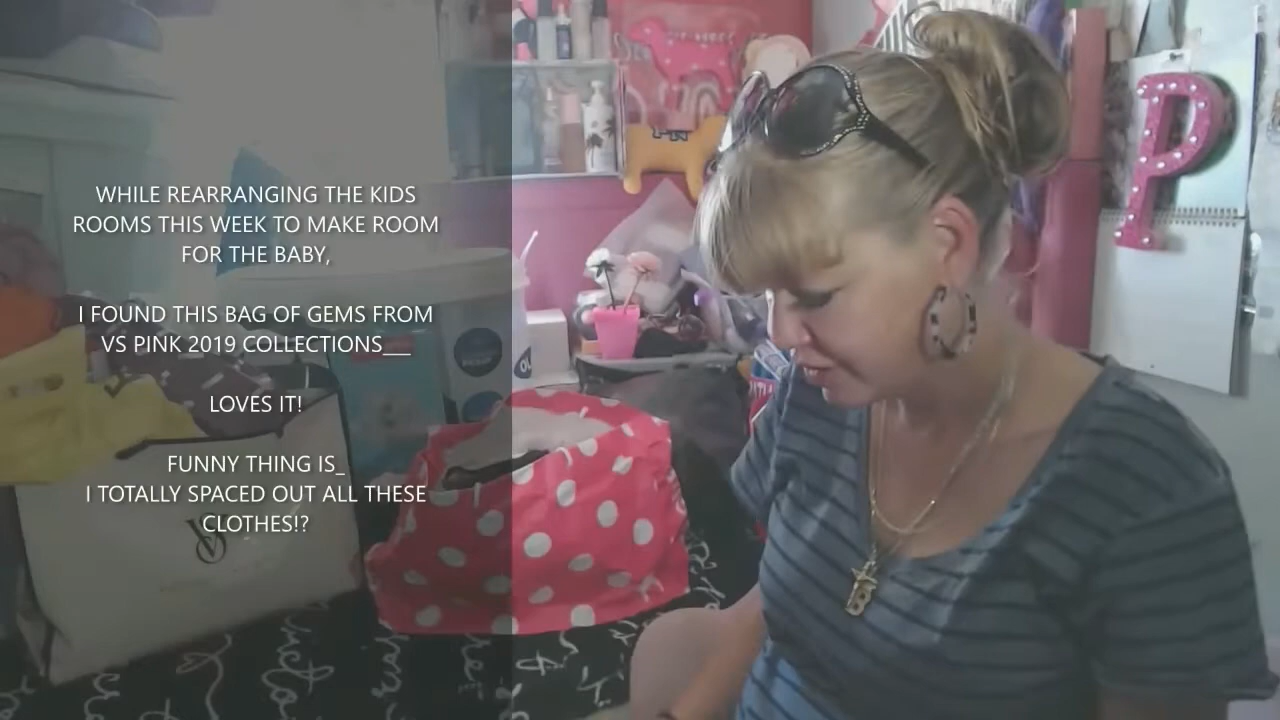 WHILE REARRANGING THE KIDS
ROOMS THIS WEEK TO MAKE ROOM
FOR THE BABY,
I FOUND THIS BAG OF GEMS FROM
VS PINK 2019 COLLECTIONS___
LOVES IT!
FUNNY THING IS_
I TOTALLY SPACED OUT ALL THESE
CLOTHES!?
P
VS
B